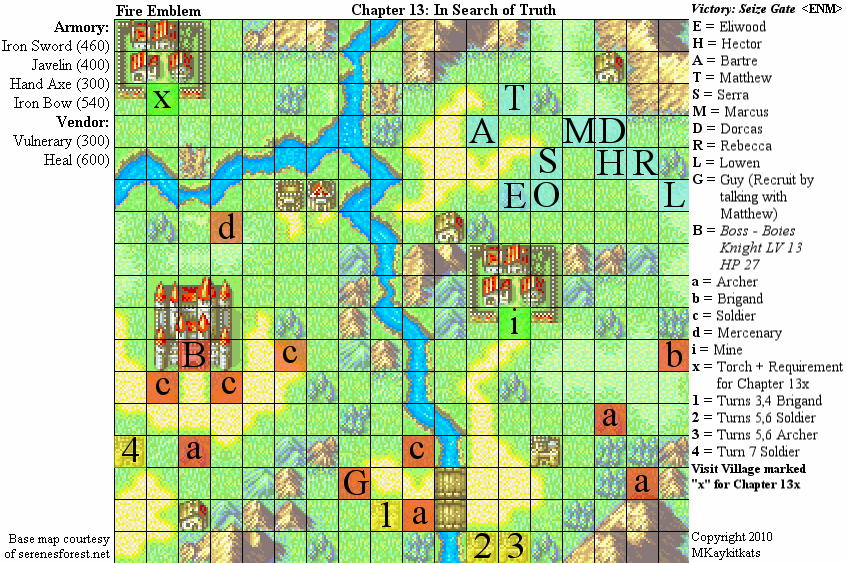 Fire Emblem
Chapter 13: In Search of Truth
Victory: Seize Gate <ENM>
Armory:
Iron Sword (460)
Javelin (400)
Hand Axe (300)
Iron Bow (540)
Vendor:
Vulnerary (300)
Heal (600)
x
T
A
M
D
S
H
R
E
O
L
d
i
B
c
b
c
c
a
4
a
c
G
a
1
a
2
3
E = Eliwood
H = Hector
A = Bartre
T = Matthew
S = Serra
M = Marcus
D = Dorcas
R = Rebecca
L = Lowen
G = Guy (Recruit by
talking with
Matthew)
B = Boss - Boies
Knight LV 13
HP 27
a = Archer
b = Brigand
c = Soldier
d = Mercenary
i = Mine
x = Torch + Requirement
for Chapter 13x
1 = Turns 3,4 Brigand
2 = Turns 5,6 Soldier
3 = Turns 5,6 Archer
4 = Turn 7 Soldier
Visit Village marked
"x" for Chapter 13x
Base map courtesy
of serenesforest.net
Copyright 2010
MKaykitkats